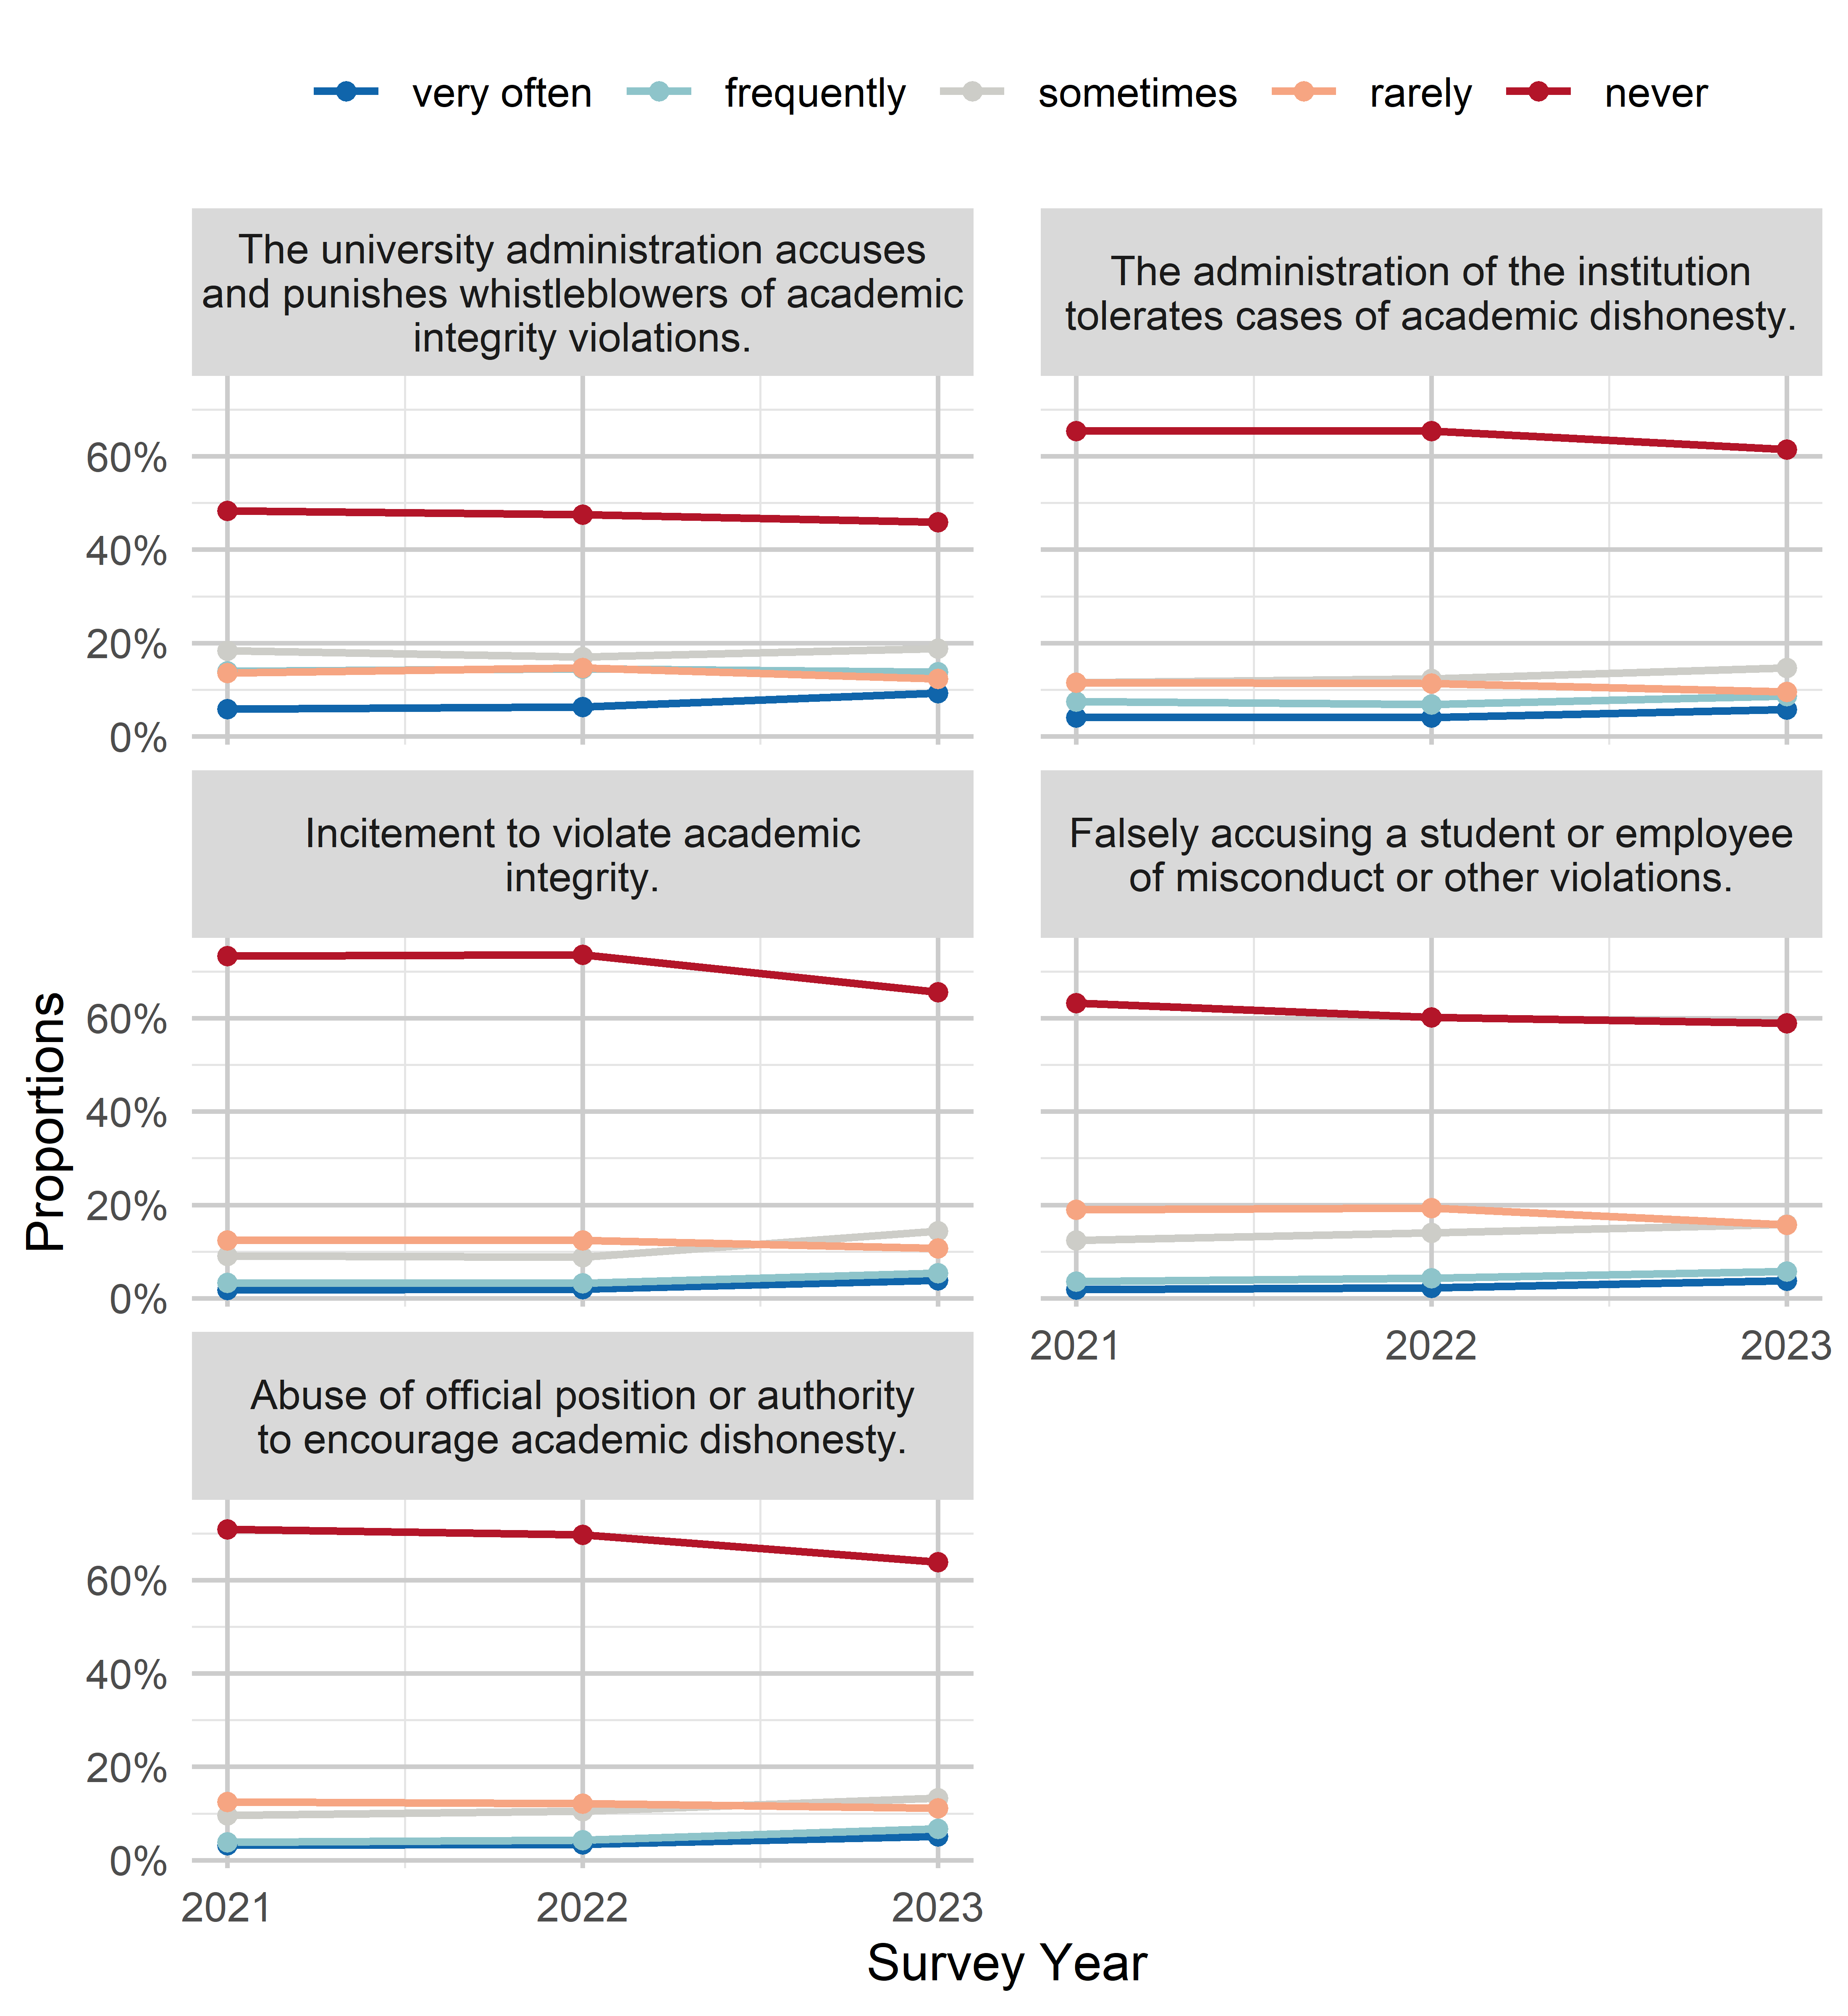 very often frequently sometimes rarely never
The university administration accuses
and punishes whistleblowers of academic
integrity violations.
The administration of the institution
tolerates cases of academic dishonesty.
60%
40%
20%
0%
Incitement to violate academic
integrity.
Falsely accusing a student or employee
of misconduct or other violations.
60%
40%
20%
0%
2021 2022 2023
Abuse of official position or authority
to encourage academic dishonesty.
60%
40%
20%
0%
2021 2022 2023
Proportions
Survey Year